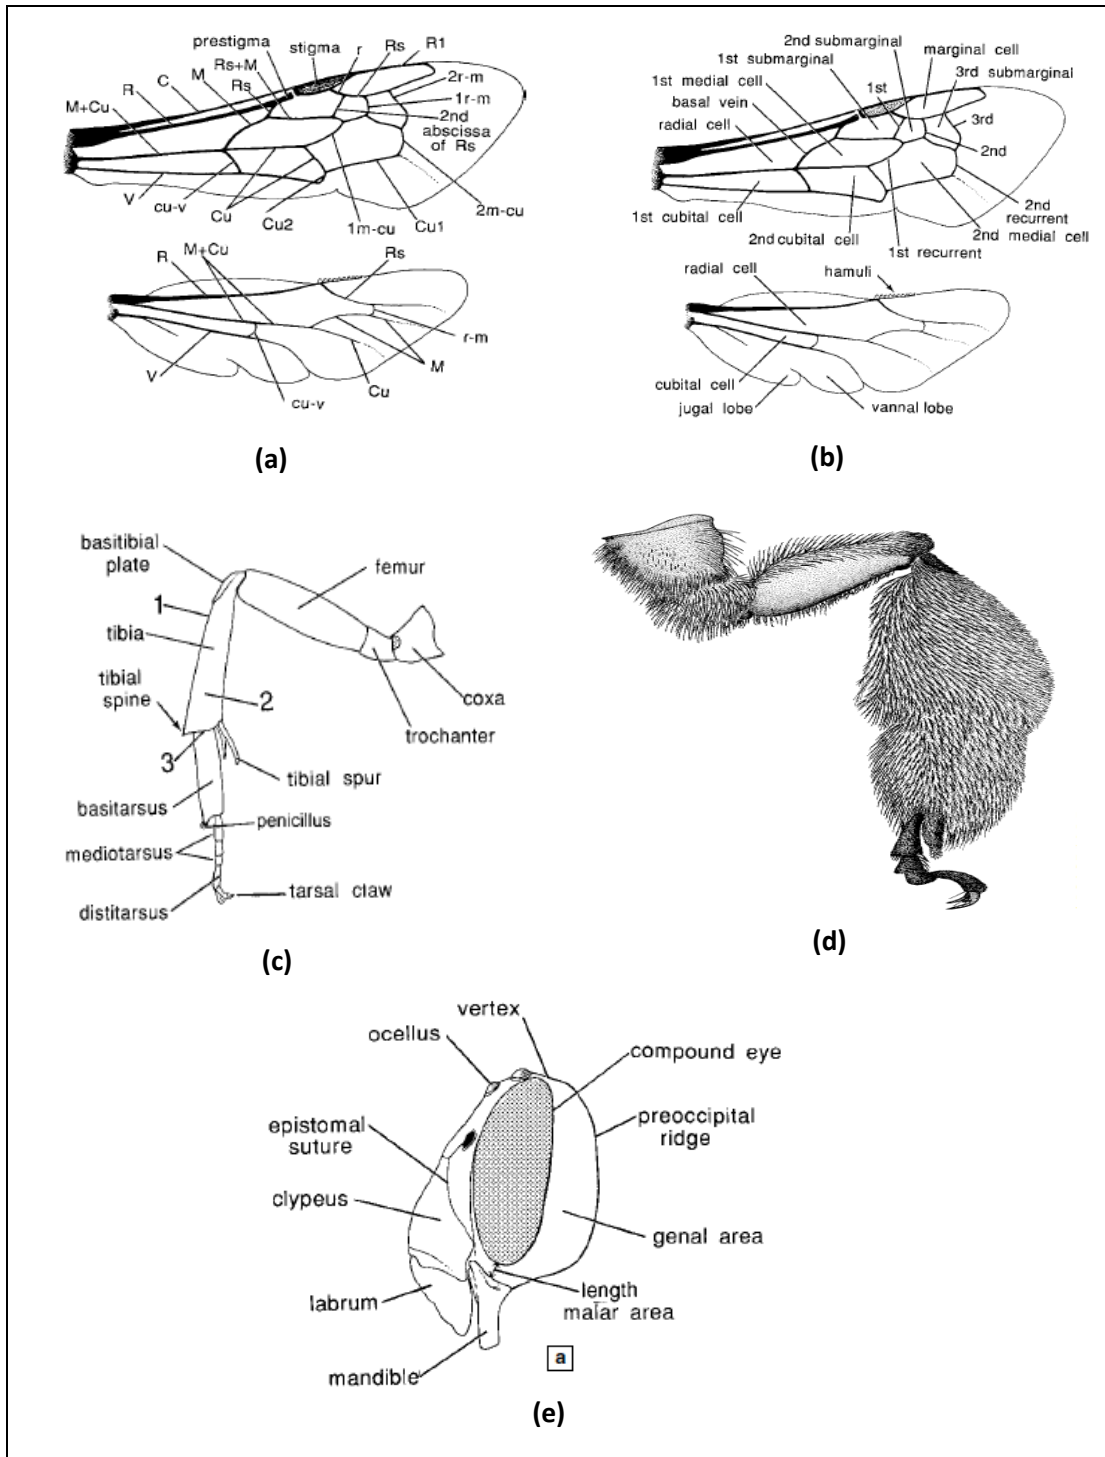 prestigma
stigma
r
Rs
R1
Rs+M
M
C
R
M+Cu
Rs
2r-m
1r-m
2nd
abscissa
of Rs
V
cu-v
Cu
Cu2
1m-cu
Cu1
2m-cu
M+Cu
R
Rs
r-m
M
V
cu-v
Cu
(a)
2nd submarginal
1st submarginal
marginal cell
1st medial cell
1st
3rd submarginal
basal vein
radial cell
3rd
2nd
1st cubital cell
2nd cubital cell
1st recurrent
2nd
recurrent
2nd medial cell
radial cell
hamuli
cubital cell
jugal lobe
vannal lobe
(b)
basitibial
plate
femur
1
tibia
tibial
spine
2
coxa
trochanter
3
tibial spur
basitarsus
penicillus
mediotarsus
tarsal claw
distitarsus
(c)
(d)
vertex
ocellus
compound eye
epistomal
suture
preoccipital
ridge
clypeus
genal area
labrum
length
malar area
mandible
a
(e)